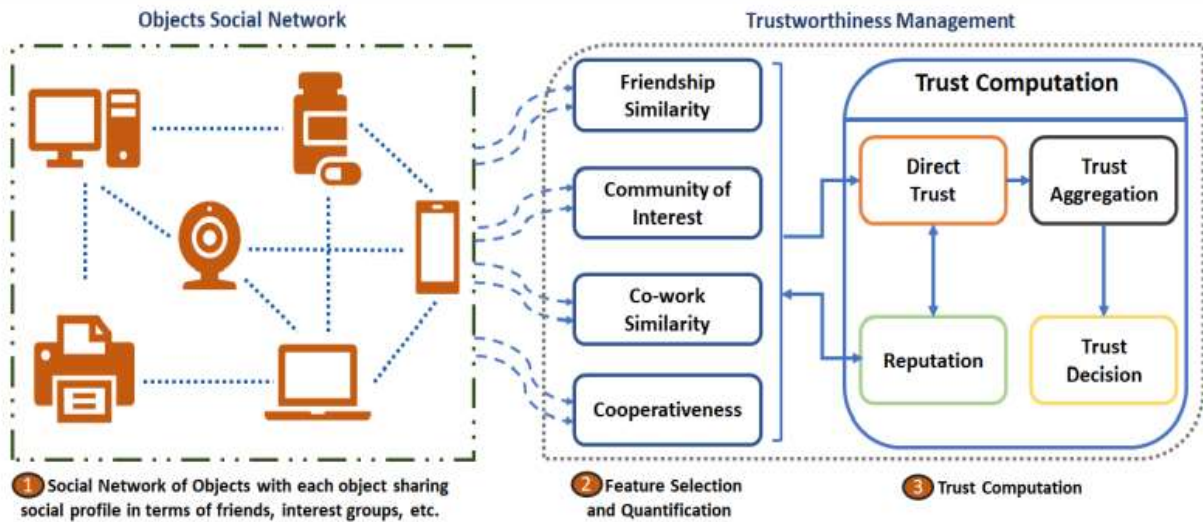 Objects Social Network
Trustworthiness Management
Friendship
Similarity
Community of
Interest
Co-work
Similarity
Cooperativeness
Trust Computation
Direct
Trust
Trust
Aggregation
Reputation
Trust
Decision
1 Social Network of Objects with each object sharing
social profile in terms of friends, interest groups, etc.
2 Feature Selection
and Quantification
3 Trust Computation